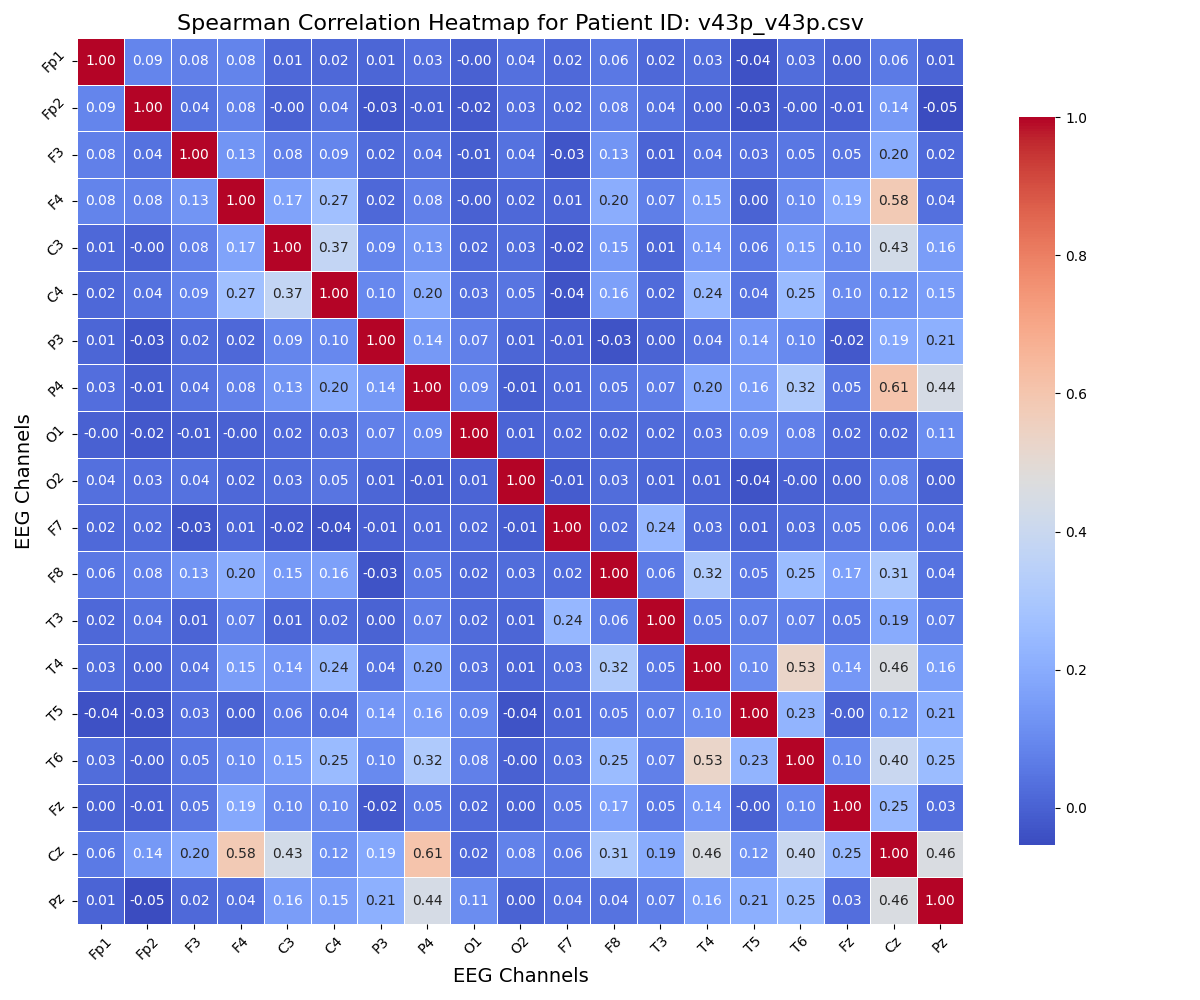 Spearman Correlation Heatmap for Patient ID: v43p_v43p.csv
Fp1 1.00 0.09 0.08 0.08 0.01 0.02 0.01 0.03 -0.00 0.04 0.02 0.06 0.02 0.03 -0.04 0.03 0.00 0.06 0.01
Fp2 0.09 1.00 0.04 0.08 -0.00 0.04 -0.03 -0.01 -0.02 0.03 0.02 0.08 0.04 0.00 -0.03 -0.00 -0.01 0.14 -0.05
F3 0.08 0.04 1.00 0.13 0.08 0.09 0.02 0.04 -0.01 0.04 -0.03 0.13 0.01 0.04 0.03 0.05 0.05 0.20 0.02
F4 0.08 0.08 0.13 1.00 0.17 0.27 0.02 0.08 -0.00 0.02 0.01 0.20 0.07 0.15 0.00 0.10 0.19 0.58 0.04
C3 0.01 -0.00 0.08 0.17 1.00 0.37 0.09 0.13 0.02 0.03 -0.02 0.15 0.01 0.14 0.06 0.15 0.10 0.43 0.16
C4 0.02 0.04 0.09 0.27 0.37 1.00 0.10 0.20 0.03 0.05 -0.04 0.16 0.02 0.24 0.04 0.25 0.10 0.12 0.15
P3 0.01 -0.03 0.02 0.02 0.09 0.10 1.00 0.14 0.07 0.01 -0.01 -0.03 0.00 0.04 0.14 0.10 -0.02 0.19 0.21
P4 0.03 -0.01 0.04 0.08 0.13 0.20 0.14 1.00 0.09 -0.01 0.01 0.05 0.07 0.20 0.16 0.32 0.05 0.61 0.44
O1 -0.00 -0.02 -0.01 -0.00 0.02 0.03 0.07 0.09 1.00 0.01 0.02 0.02 0.02 0.03 0.09 0.08 0.02 0.02 0.11
O2 0.04 0.03 0.04 0.02 0.03 0.05 0.01 -0.01 0.01 1.00 -0.01 0.03 0.01 0.01 -0.04 -0.00 0.00 0.08 0.00
F7 0.02 0.02 -0.03 0.01 -0.02 -0.04 -0.01 0.01 0.02 -0.01 1.00 0.02 0.24 0.03 0.01 0.03 0.05 0.06 0.04
F8 0.06 0.08 0.13 0.20 0.15 0.16 -0.03 0.05 0.02 0.03 0.02 1.00 0.06 0.32 0.05 0.25 0.17 0.31 0.04
T3 0.02 0.04 0.01 0.07 0.01 0.02 0.00 0.07 0.02 0.01 0.24 0.06 1.00 0.05 0.07 0.07 0.05 0.19 0.07
T4 0.03 0.00 0.04 0.15 0.14 0.24 0.04 0.20 0.03 0.01 0.03 0.32 0.05 1.00 0.10 0.53 0.14 0.46 0.16
T5 -0.04 -0.03 0.03 0.00 0.06 0.04 0.14 0.16 0.09 -0.04 0.01 0.05 0.07 0.10 1.00 0.23 -0.00 0.12 0.21
T6 0.03 -0.00 0.05 0.10 0.15 0.25 0.10 0.32 0.08 -0.00 0.03 0.25 0.07 0.53 0.23 1.00 0.10 0.40 0.25
Fz 0.00 -0.01 0.05 0.19 0.10 0.10 -0.02 0.05 0.02 0.00 0.05 0.17 0.05 0.14 -0.00 0.10 1.00 0.25 0.03
Cz 0.06 0.14 0.20 0.58 0.43 0.12 0.19 0.61 0.02 0.08 0.06 0.31 0.19 0.46 0.12 0.40 0.25 1.00 0.46
Pz 0.01 -0.05 0.02 0.04 0.16 0.15 0.21 0.44 0.11 0.00 0.04 0.04 0.07 0.16 0.21 0.25 0.03 0.46 1.00
Fp1 Fp2 F3 F4 C3 C4 P3 P4 O1 O2 F7 F8 T3 T4 T5 T6 Fz Cz Pz
EEG Channels
EEG Channels
1.0
0.8
0.6
0.4
0.2
0.0